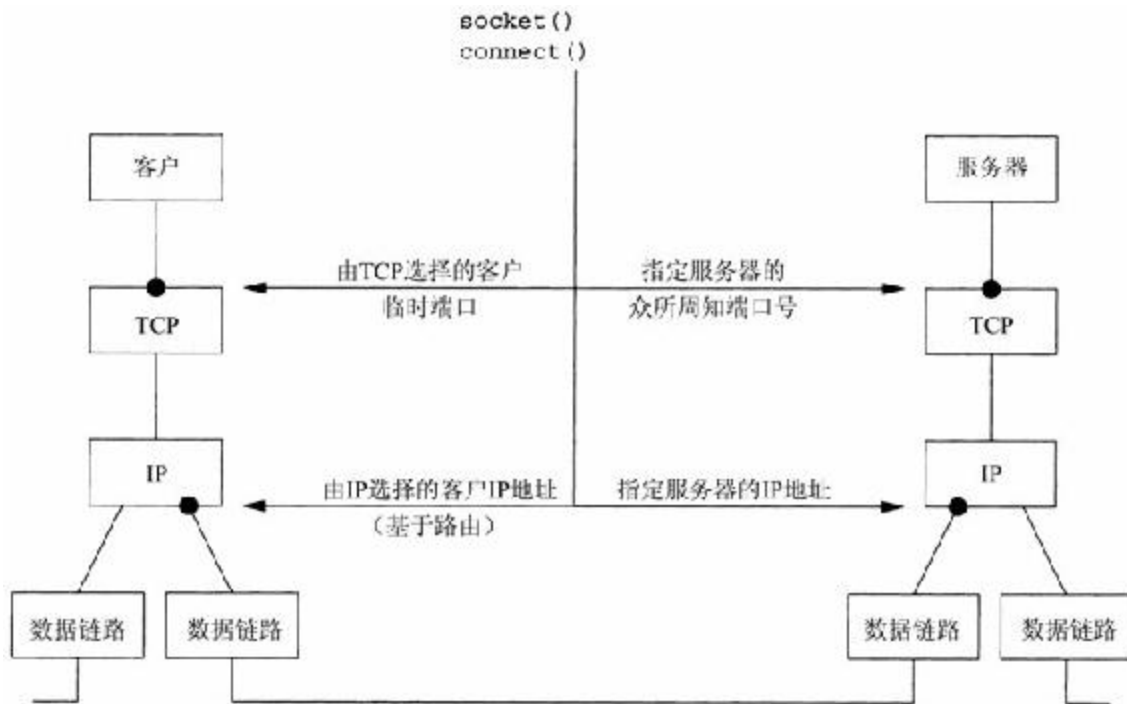 socket()
connect()
客户
服务器
由TCP选择的客户
临时端口
指定服务器的
众所周知端口号
TCP
TCP
IP
IP
由IP选择的客户IP地址
（基于路由）
指定服务器的IP地址
数据链路
数据链路
数据链路
数据链路